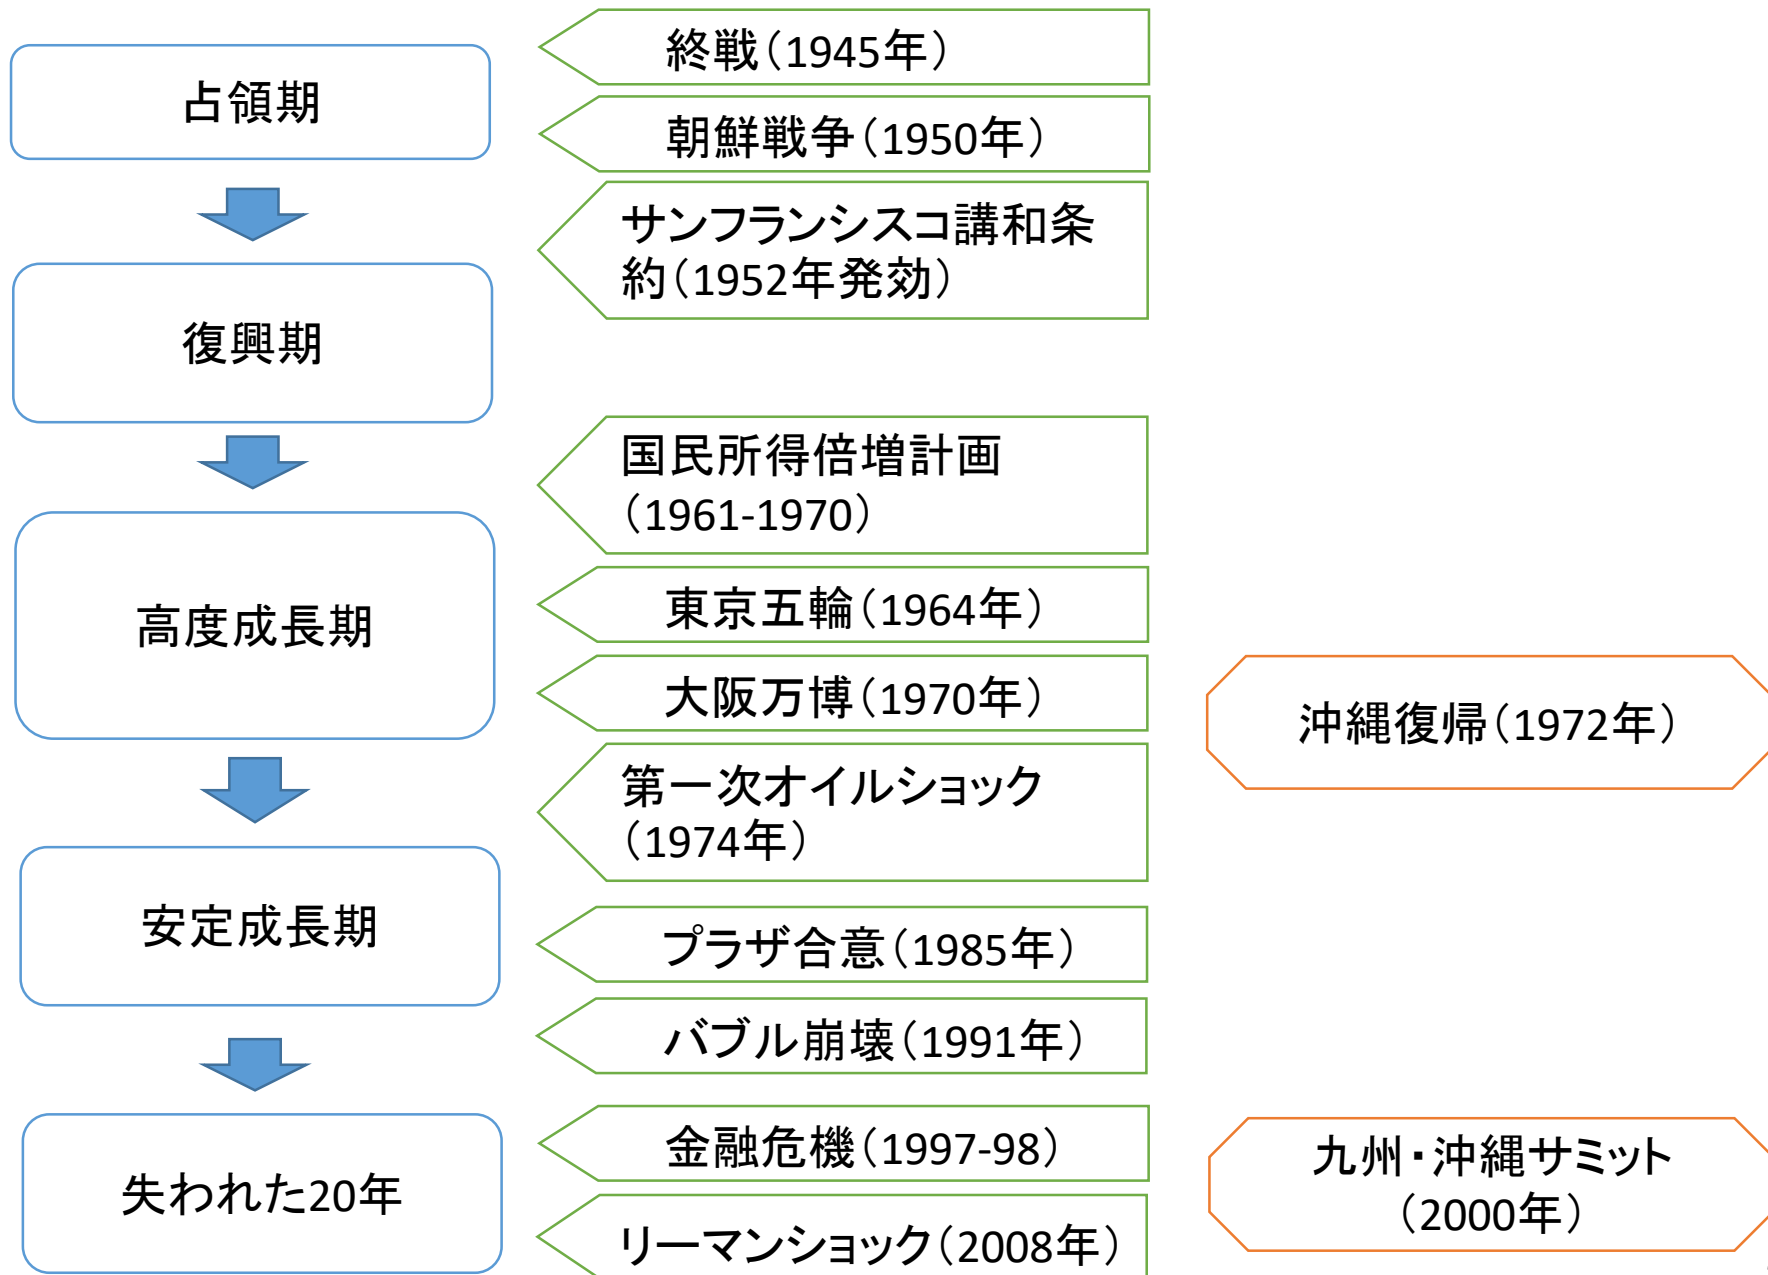 占領期
終戦（1945年）
朝鮮戦争（1950年）
サンフランシスコ講和条
約（1952年発効）
復興期
国民所得倍増計画
（1961-1970）
高度成長期
東京五輪（1964年）
大阪万博（1970年）
沖縄復帰（1972年）
第一次オイルショック
（1974年）
安定成長期
プラザ合意（1985年）
バブル崩壊（1991年）
失われた20年
金融危機（1997-98）
九州・沖縄サミット
（2000年）
リーマンショック（2008年）